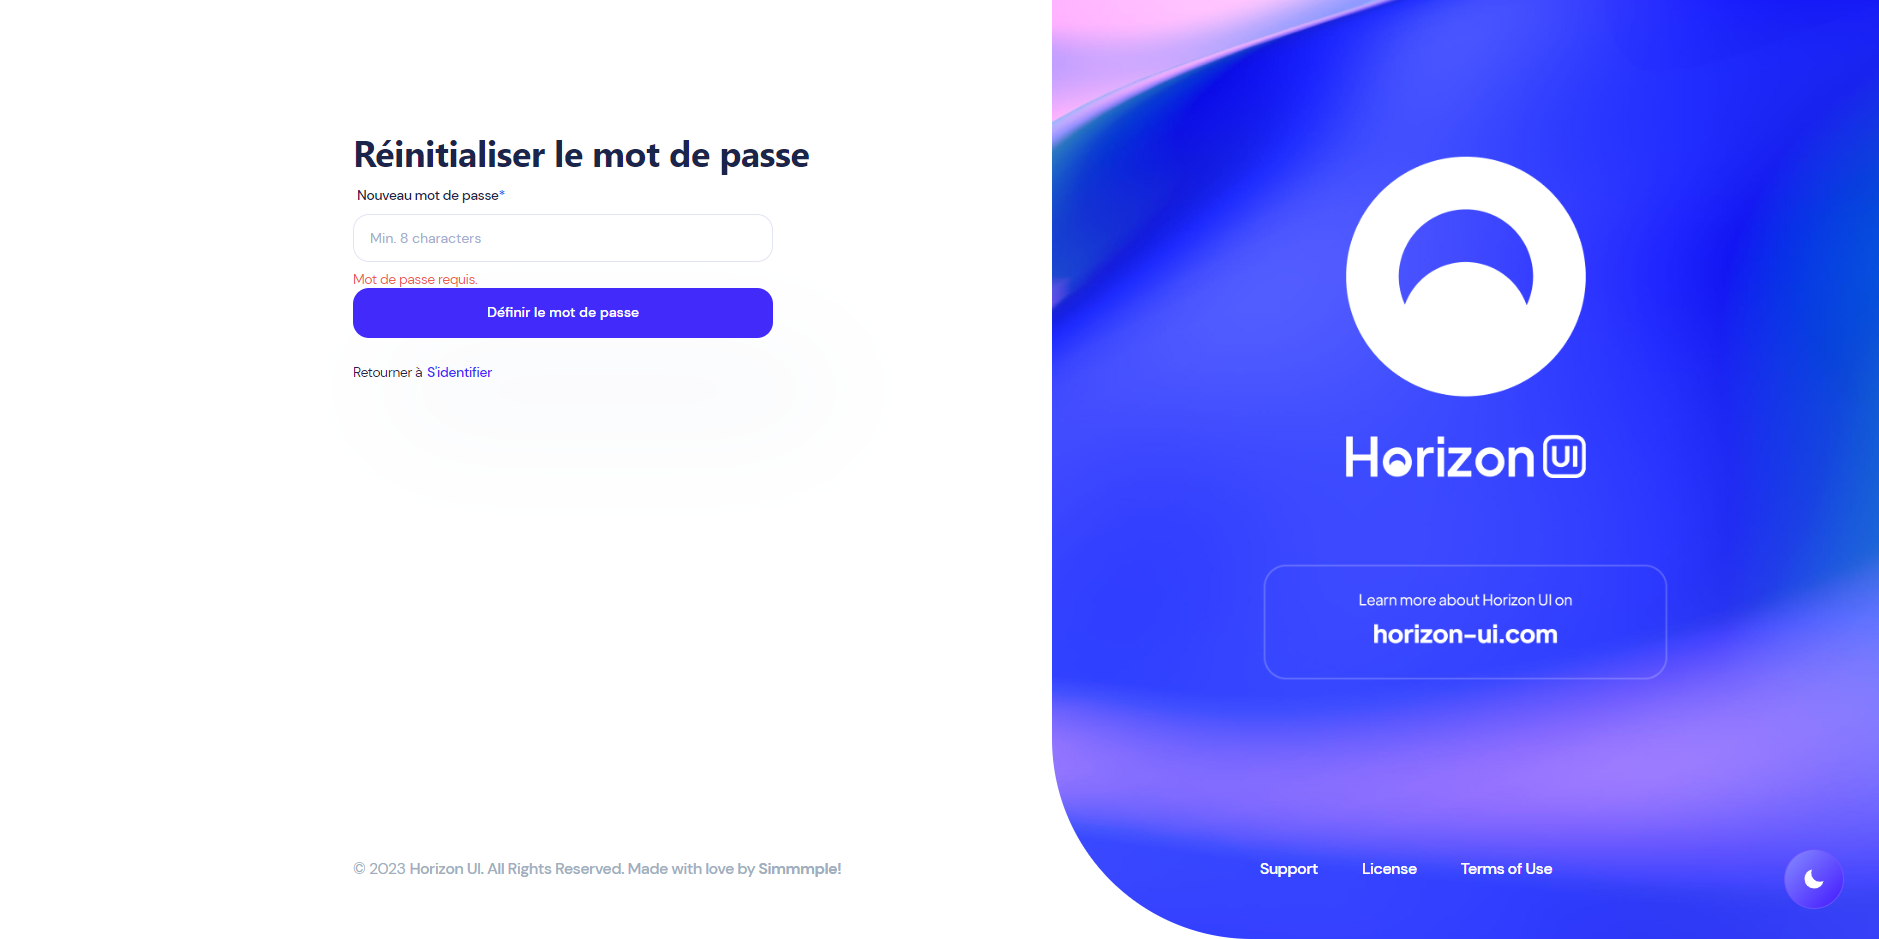 Réinitialiser le mot de passe
Nouveau mot de passe*
Min. 8 characters
Mot de passe requis.
Définir le mot de passe
Retourner à S'identifier
© 2023 Horizon UI. All Rights Reserved. Made with love by Simmmple!
Horizon UI
Learn more about Horizon UI on
horizon-ui.com
Support License Terms of Use